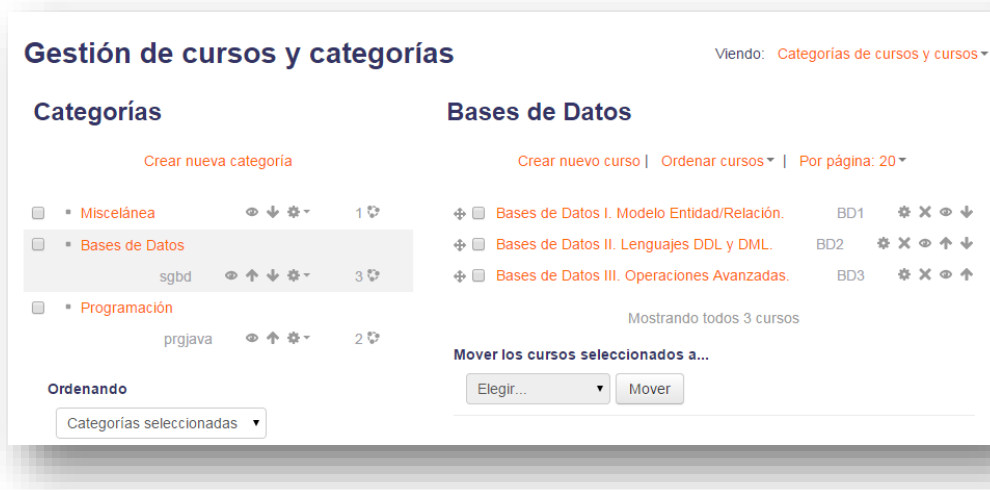 Gestión de cursos y categorías
Viendo: Categorías de cursos y cursos
Categorías
Crear nueva categoría
Miscelánea 1
Bases de Datos
sgbd 3
Programación
prgjava 2
Ordenando
Categorías seleccionadas
Bases de Datos
Crear nuevo curso | Ordenar cursos | Por página: 20
Bases de Datos I. Modelo Entidad/Relación. BD1
Bases de Datos II. Lenguajes DDL y DML. BD2
Bases de Datos III. Operaciones Avanzadas. BD3
Mostrando todos 3 cursos
Mover los cursos seleccionados a...
Elegir... Mover